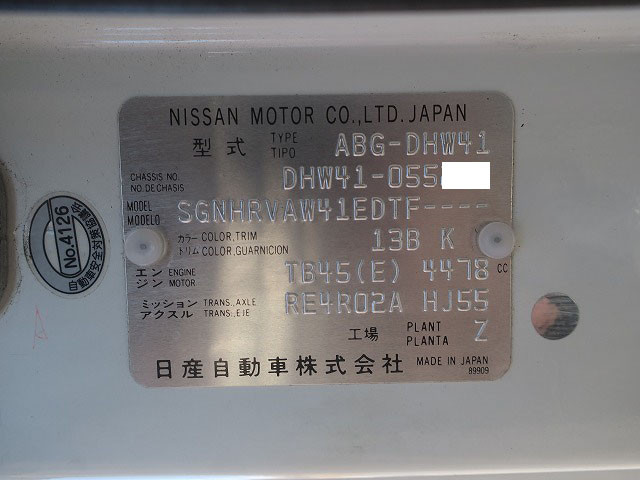 NISSAN MOTOR CO.,LTD. JAPAN
型式 TYPE TIPO ABG-DHW41
CHASSIS NO. NO. DE CHASIS DHW41-055
MODEL MODELO SGNHRVAW41EDTF----
カラー COLOR,TRIM
トリム COLOR,GUARNICION 13B K
エンジン ENGINE MOTOR TB45(E) 4478 CC
ミッション TRANS.,AXLE
アクスル TRANS.,EJE RE4R02A HJ55
工場 PLANT PLANTA Z
日産自動車株式会社 MADE IN JAPAN
89909
No.4126